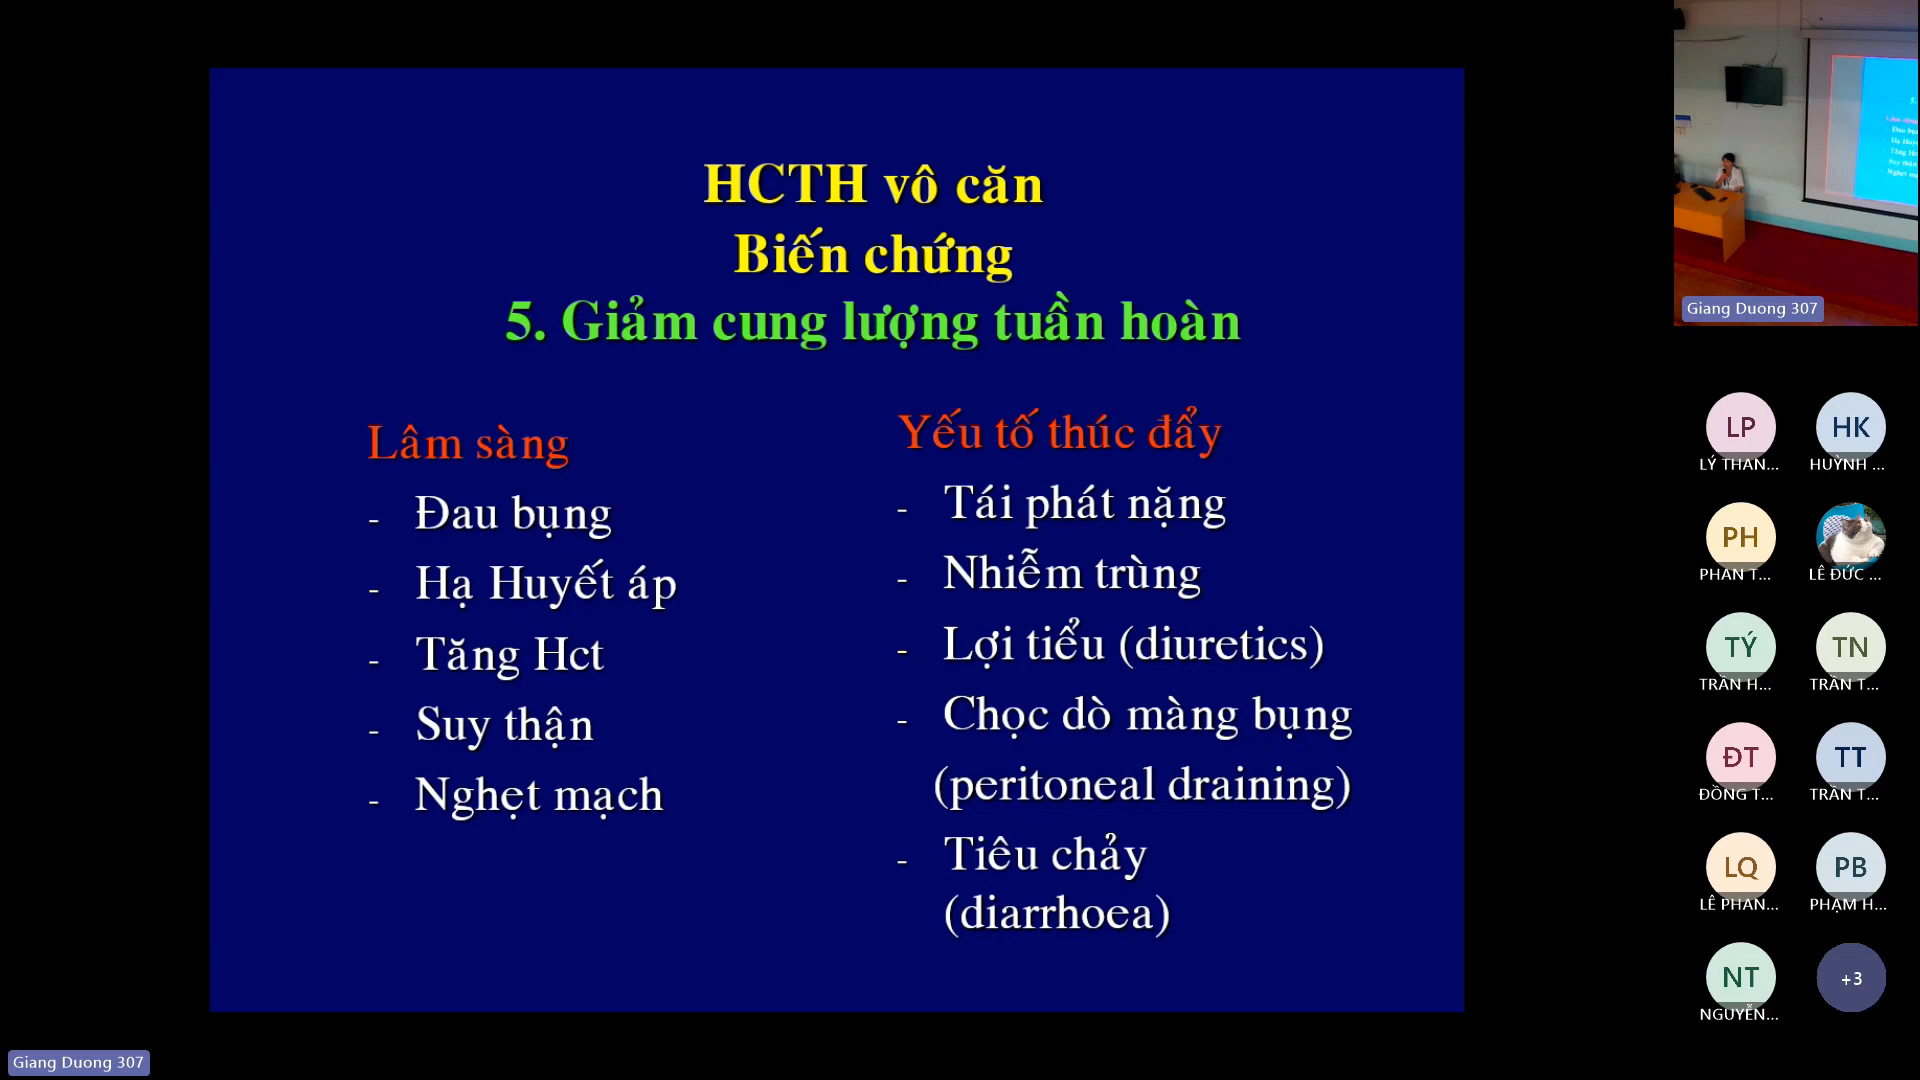 HCTH vô căn
Biến chứng
5. Giảm cung lượng tuần hoàn
Lâm sàng
- Đau bụng
- Hạ Huyết áp
- Tăng Hct
- Suy thận
- Nghẹt mạch
Yếu tố thúc đẩy
- Tái phát nặng
- Nhiễm trùng
- Lợi tiểu (diuretics)
- Chọc dò màng bụng
(peritoneal draining)
- Tiêu chảy
(diarrhoea)
Giang Duong 307
LP
LÝ THAN...
HK
HUỲNH ...
PH
PHAN T...
LÊ ĐỨC ...
TÝ
TRẦN H...
TN
TRẦN T...
ĐT
ĐỒNG T...
TT
TRẦN T...
LQ
LÊ PHAN...
PB
PHẠM H...
NT
NGUYỄN...
+3
Giang Duong 307